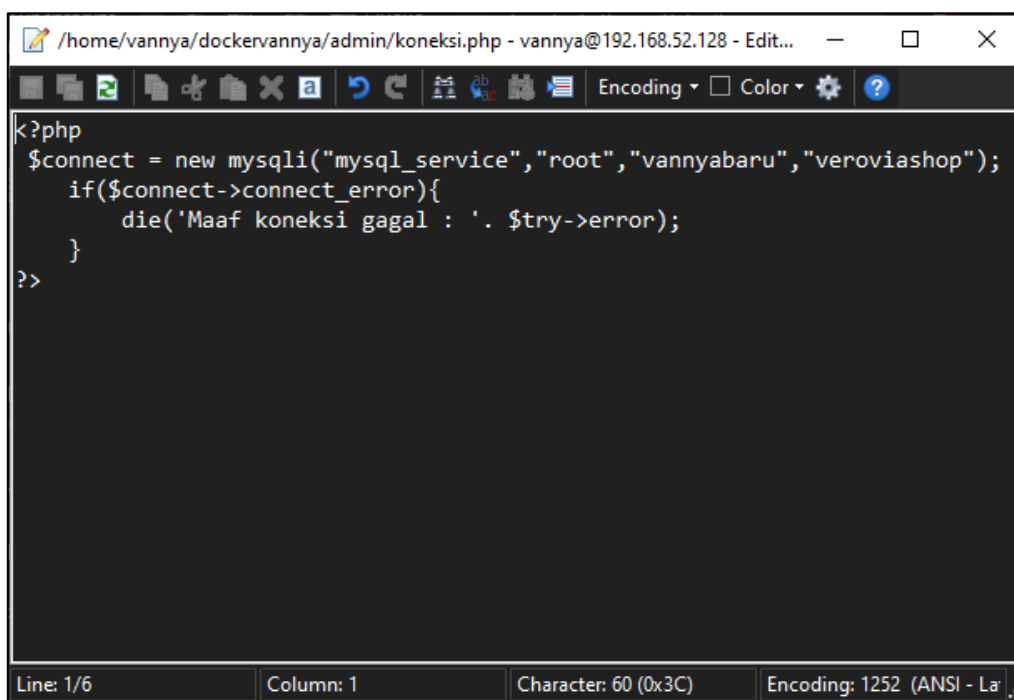 /home/vannya/dockervannya/admin/koneksi.php - vannya@192.168.52.128 - Edit...
Encoding Color
<?php
 $connect = new mysqli("mysql_service","root","vannyabaru","veroviashop");
    if($connect->connect_error){
        die('Maaf koneksi gagal : '. $try->error);
    }
?>
Line: 1/6 Column: 1 Character: 60 (0x3C) Encoding: 1252 (ANSI - La